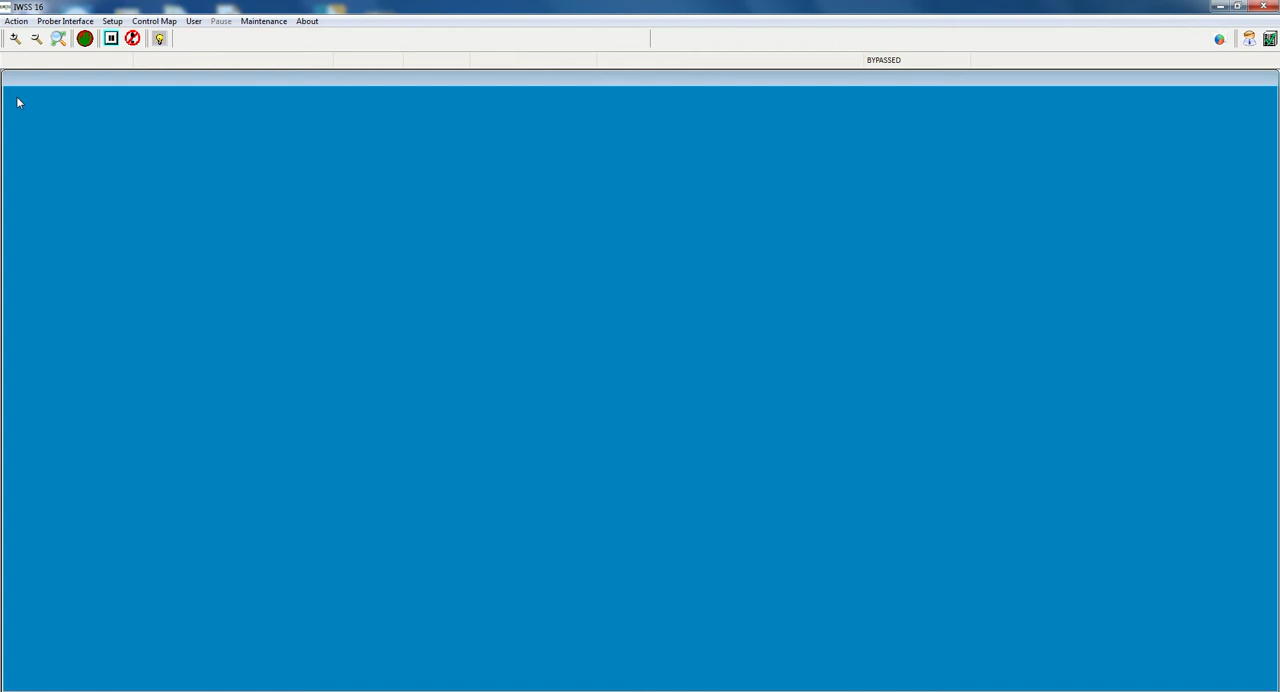 IWSS 16
Action Prober Interface Setup Control Map User Pause Maintenance About
BYPASSED